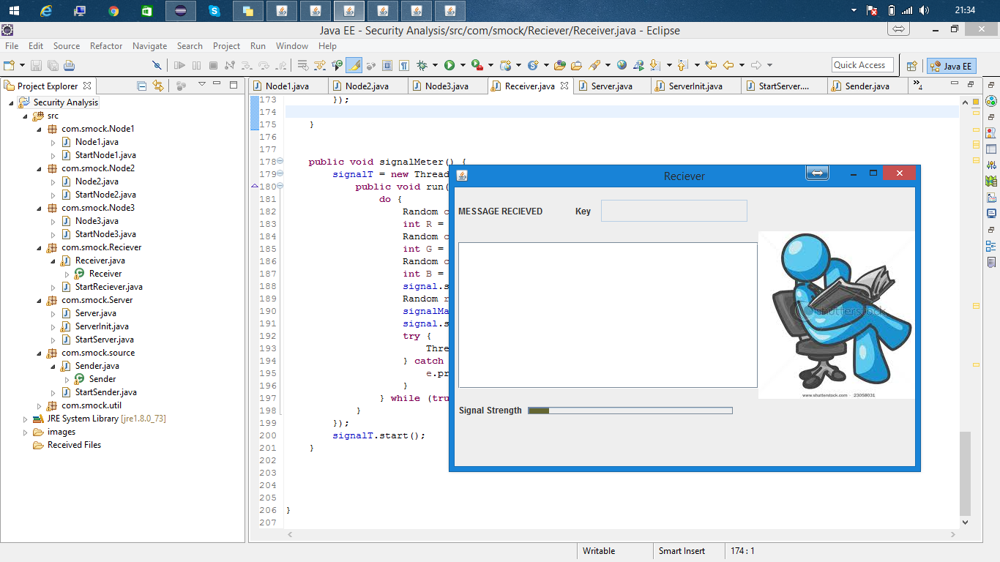 21:34
Java EE - Security Analysis/src/com/smock/Reciever/Receiver.java - Eclipse
File Edit Source Refactor Navigate Search Project Run Window Help
Quick Access Java EE
Project Explorer
Security Analysis
src
com.smock.Node1
Node1.java
StartNode1.java
com.smock.Node2
Node2.java
StartNode2.java
com.smock.Node3
Node3.java
StartNode3.java
com.smock.Reciever
Receiver.java
Receiver
StartReciever.java
com.smock.Server
Server.java
ServerInit.java
StartServer.java
com.smock.source
Sender.java
Sender
StartSender.java
com.smock.util
JRE System Library [jre1.8.0_73]
images
Received Files
Node1.java Node2.java Node3.java Receiver.java Server.java ServerInit.java StartServer.... Sender.java »4
173 });
174
175 }
176
177
178 public void signalMeter() {
179 signalT = new Thread
180 public void run(
181 do {
182 Random c
183 int R =
184 Random c
185 int G =
186 Random c
187 int B =
188 signal.s
189 Random r
190 signalMa
191 signal.s
192 try {
193 Thre
194 } catch
195 e.pr
196 }
197 } while (tru
198 }
199 });
200 signalT.start();
201 }
202
203
204
205
206 }
207
Reciever
MESSAGE RECIEVED Key
shutterstock
www.shutterstock.com · 23058031
Signal Strength
Writable Smart Insert 174 : 1